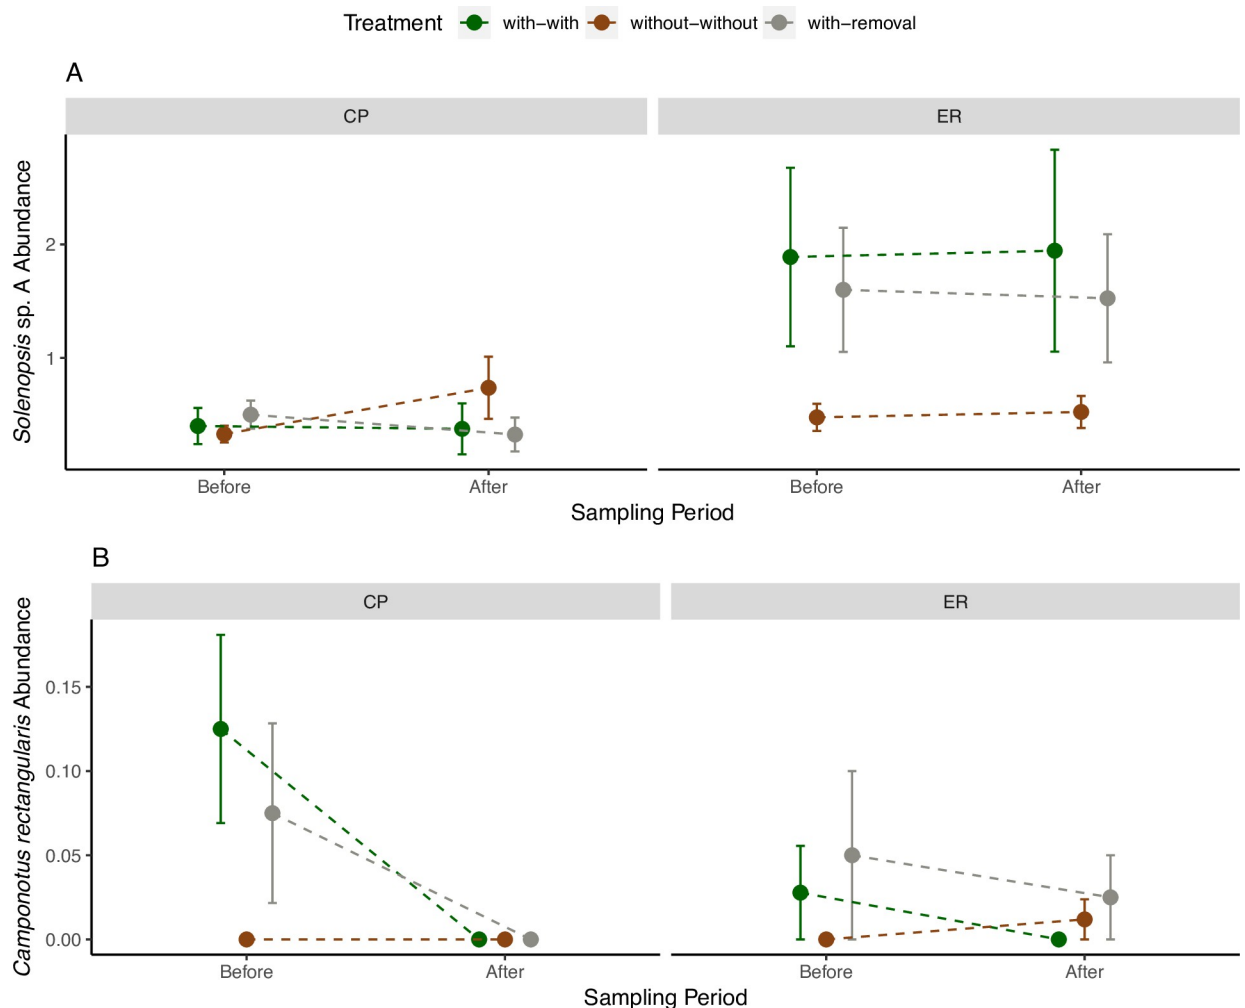 Treatment with−with without−without with−removal
A
CP ER
Solenopsis sp. A Abundance
2
1
Before After Before After
Sampling Period
B
CP ER
Camponotus rectangularis Abundance
0.15
0.10
0.05
0.00
Before After Before After
Sampling Period